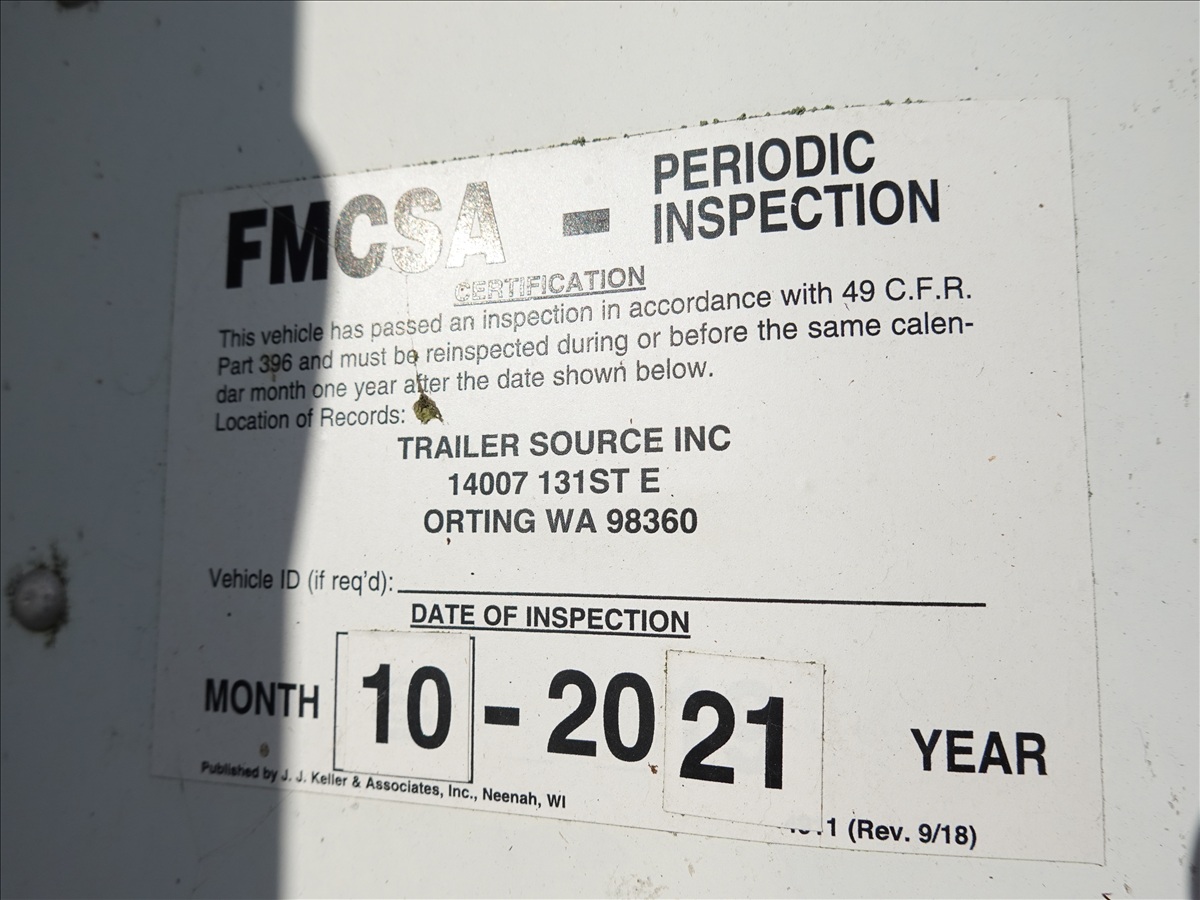 FMCSA - PERIODIC
INSPECTION
CERTIFICATION
This vehicle has passed an inspection in accordance with 49 C.F.R.
Part 396 and must be reinspected during or before the same calen-
dar month one year after the date shown below.
Location of Records:
TRAILER SOURCE INC
14007 131ST E
ORTING WA 98360
Vehicle ID (if req'd):
DATE OF INSPECTION
MONTH 10 - 20 21 YEAR
Published by J. J. Keller & Associates, Inc., Neenah, WI
(Rev. 9/18)